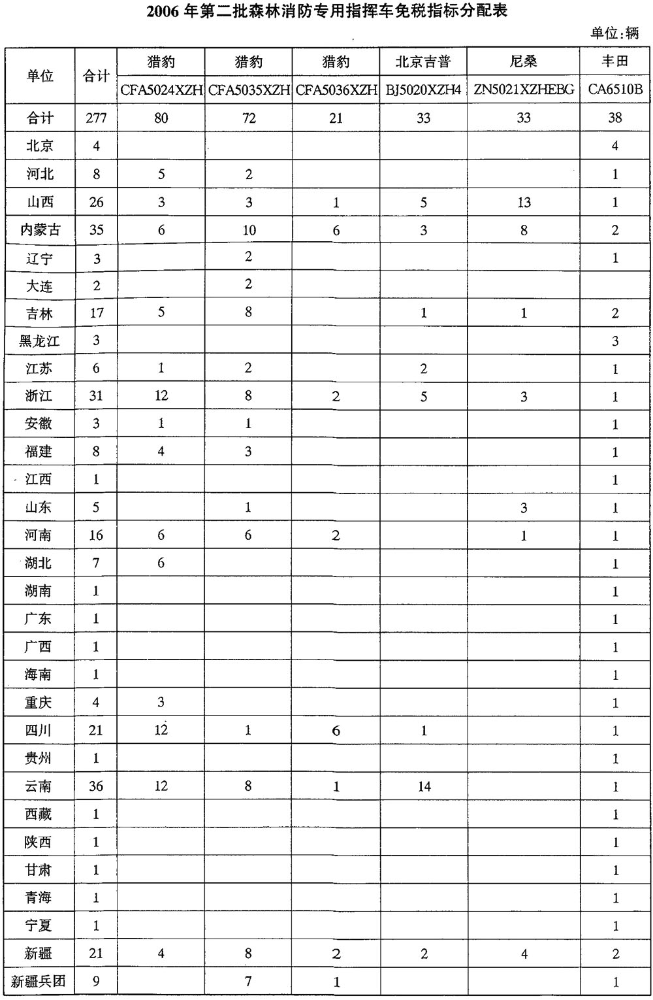 2006 年第二批森林消防专用指挥车免税指标分配表
单位:辆
单位 合计 猎豹 猎豹 猎豹 北京吉普 尼桑 丰田
CFA5024XZH CFA5035XZH CFA5036XZH BJ5020XZH4 ZN5021XZHEBG CA6510B
合计 277 80 72 21 33 33 38
北京 4 4
河北 8 5 2 1
山西 26 3 3 1 5 13 1
内蒙古 35 6 10 6 3 8 2
辽宁 3 2 1
大连 2 2
吉林 17 5 8 1 1 2
黑龙江 3 3
江苏 6 1 2 2 1
浙江 31 12 8 2 5 3 1
安徽 3 1 1 1
福建 8 4 3 1
江西 1 1
山东 5 1 3 1
河南 16 6 6 2 1 1
湖北 7 6 1
湖南 1 1
广东 1 1
广西 1 1
海南 1 1
重庆 4 3 1
四川 21 12 1 6 1 1
贵州 1 1
云南 36 12 8 1 14 1
西藏 1 1
陕西 1 1
甘肃 1 1
青海 1 1
宁夏 1 1
新疆 21 4 8 2 2 4 2
新疆兵团 9 7 1 1